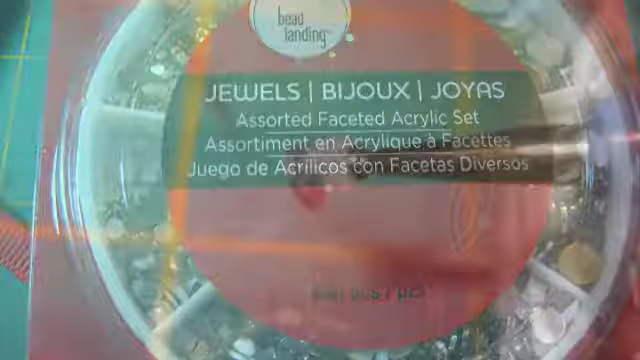 bead
landing
JEWELS | BIJOUX | JOYAS
Assorted Faceted Acrylic Set
Assortiment en Acrylique à Facettes
Juego de Acrílicos con Facetas Diversos